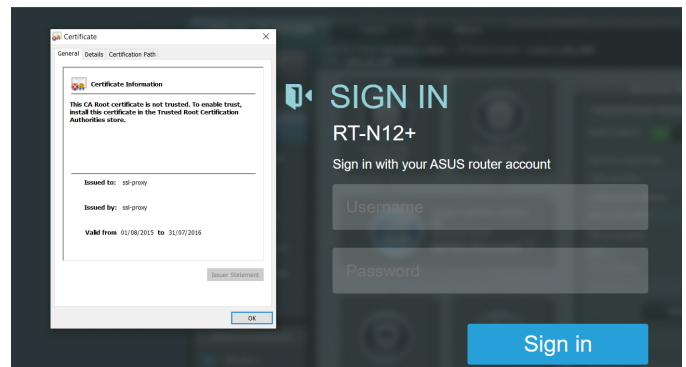 Certificate
General Details Certification Path
Certificate Information
This CA Root certificate is not trusted. To enable trust,
install this certificate in the Trusted Root Certification
Authorities store.
Issued to: ssl-proxy
Issued by: ssl-proxy
Valid from 01/08/2015 to 31/07/2016
Issuer Statement
OK
SIGN IN
RT-N12+
Sign in with your ASUS router account
Username
Password
Sign in